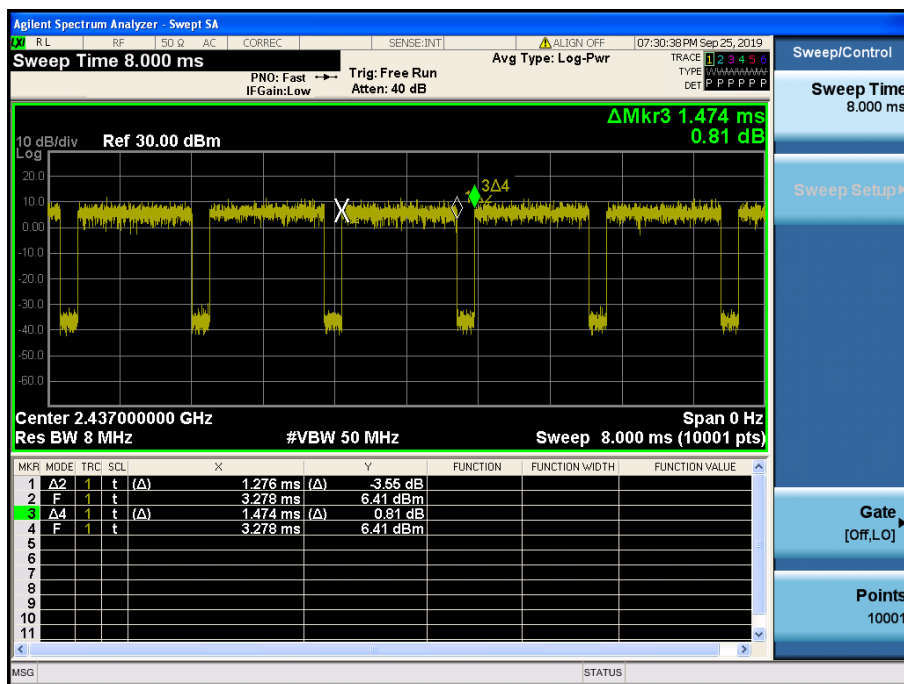 Agilent Spectrum Analyzer - Swept SA
LXI RL RF 50 Ω AC CORREC SENSE:INT ALIGN OFF 07:30:38 PM Sep 25, 2019
Sweep Time 8.000 ms
PNO: Fast
IFGain:Low
Trig: Free Run
Atten: 40 dB
Avg Type: Log-Pwr
TRACE 1 2 3 4 5 6
TYPE W
DET P P P P P P
ΔMkr3 1.474 ms
0.81 dB
10 dB/div Ref 30.00 dBm
Log
20.0
10.0
0.00
-10.0
-20.0
-30.0
-40.0
-50.0
-60.0
3Δ4
Center 2.437000000 GHz Span 0 Hz
Res BW 8 MHz #VBW 50 MHz Sweep 8.000 ms (10001 pts)
MKR MODE TRC SCL X Y FUNCTION FUNCTION WIDTH FUNCTION VALUE
1 Δ2 1 t (Δ) 1.276 ms (Δ) -3.55 dB
2 F 1 t 3.278 ms 6.41 dBm
3 Δ4 1 t (Δ) 1.474 ms (Δ) 0.81 dB
4 F 1 t 3.278 ms 6.41 dBm
5
6
7
8
9
10
11
MSG STATUS
Sweep/Control
Sweep Time
8.000 ms
Sweep Setup
Gate
[Off,LO]
Points
10001